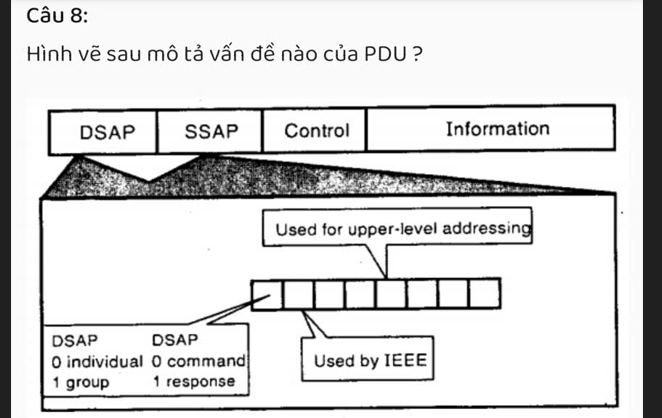 Câu 8:
Hình vẽ sau mô tả vấn đề nào của PDU ?
DSAP SSAP Control Information
Used for upper-level addressing
DSAP DSAP
0 individual 0 command
1 group 1 response
Used by IEEE